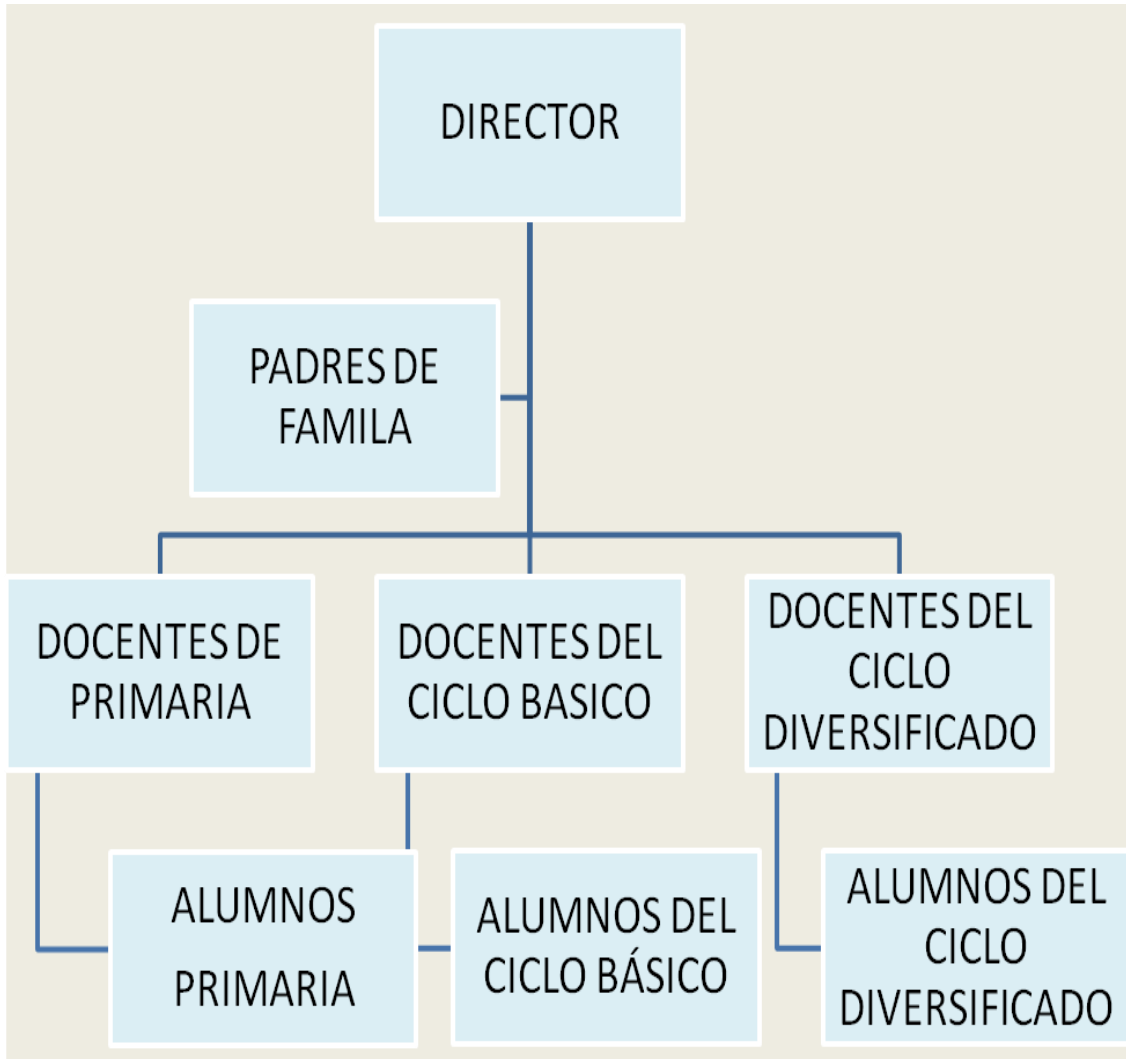 DIRECTOR
PADRES DE
FAMILA
DOCENTES DE
PRIMARIA
DOCENTES DEL
CICLO BASICO
DOCENTES DEL
CICLO
DIVERSIFICADO
ALUMNOS
PRIMARIA
ALUMNOS DEL
CICLO BÁSICO
ALUMNOS DEL
CICLO
DIVERSIFICADO